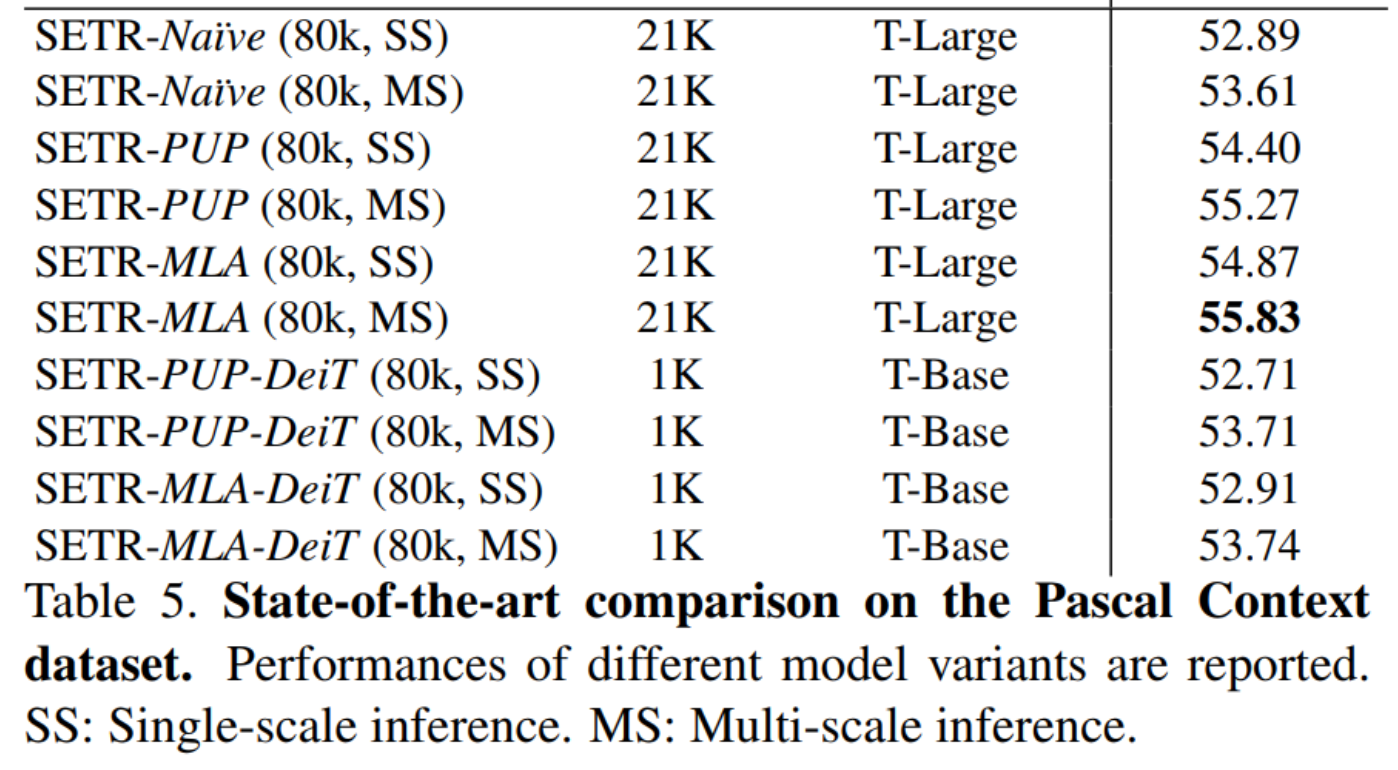 SETR-Naïve (80k, SS) 21K T-Large 52.89
SETR-Naïve (80k, MS) 21K T-Large 53.61
SETR-PUP (80k, SS) 21K T-Large 54.40
SETR-PUP (80k, MS) 21K T-Large 55.27
SETR-MLA (80k, SS) 21K T-Large 54.87
SETR-MLA (80k, MS) 21K T-Large 55.83
SETR-PUP-DeiT (80k, SS) 1K T-Base 52.71
SETR-PUP-DeiT (80k, MS) 1K T-Base 53.71
SETR-MLA-DeiT (80k, SS) 1K T-Base 52.91
SETR-MLA-DeiT (80k, MS) 1K T-Base 53.74
Table 5. State-of-the-art comparison on the Pascal Context
dataset. Performances of different model variants are reported.
SS: Single-scale inference. MS: Multi-scale inference.